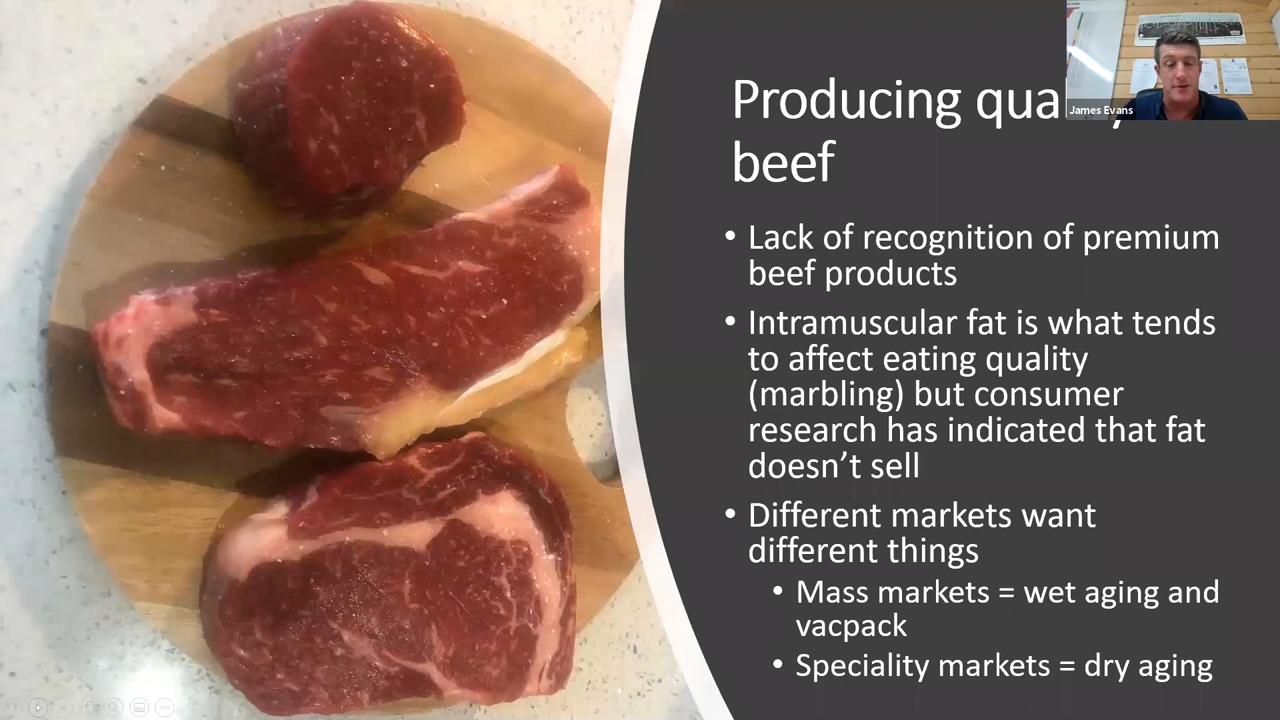 Producing
beef
• Lack of recognition of premium
beef products
• Intramuscular fat is what tends
to affect eating quality
(marbling) but consumer
research has indicated that fat
doesn’t sell
• Different markets want
different things
• Mass markets = wet aging and
vacpack
• Speciality markets = dry aging
James Evans